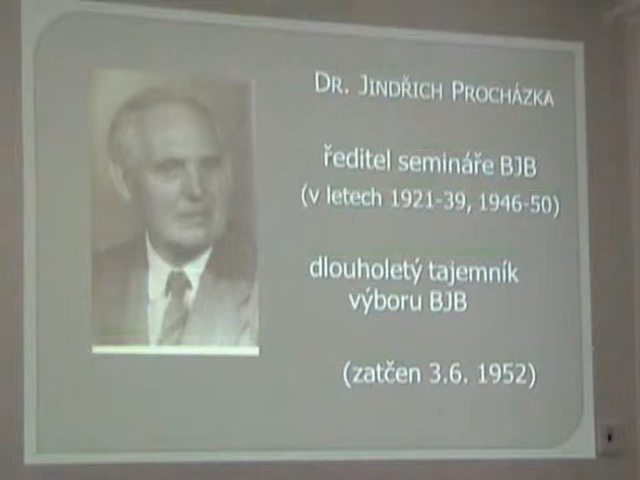 DR. JINDŘICH PROCHÁZKA
ředitel semináře BJB
(v letech 1921-39, 1946-50)
dlouholetý tajemník
výboru BJB
(zatčen 3.6. 1952)